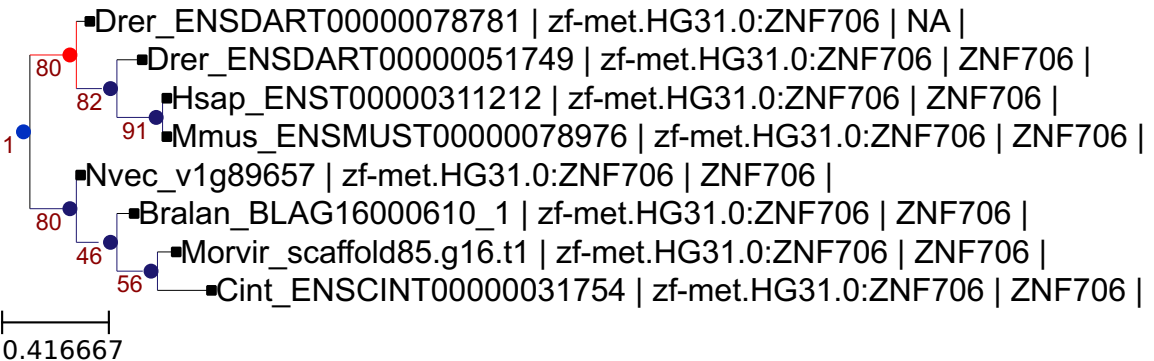 Drer_ENSDART00000078781 | zf-met.HG31.0:ZNF706 | NA |
80
Drer_ENSDART00000051749 | zf-met.HG31.0:ZNF706 | ZNF706 |
82
Hsap_ENST00000311212 | zf-met.HG31.0:ZNF706 | ZNF706 |
91
Mmus_ENSMUST00000078976 | zf-met.HG31.0:ZNF706 | ZNF706 |
1
Nvec_v1g89657 | zf-met.HG31.0:ZNF706 | ZNF706 |
80
Bralan_BLAG16000610_1 | zf-met.HG31.0:ZNF706 | ZNF706 |
46
Morvir_scaffold85.g16.t1 | zf-met.HG31.0:ZNF706 | ZNF706 |
56
Cint_ENSCINT00000031754 | zf-met.HG31.0:ZNF706 | ZNF706 |
0.416667